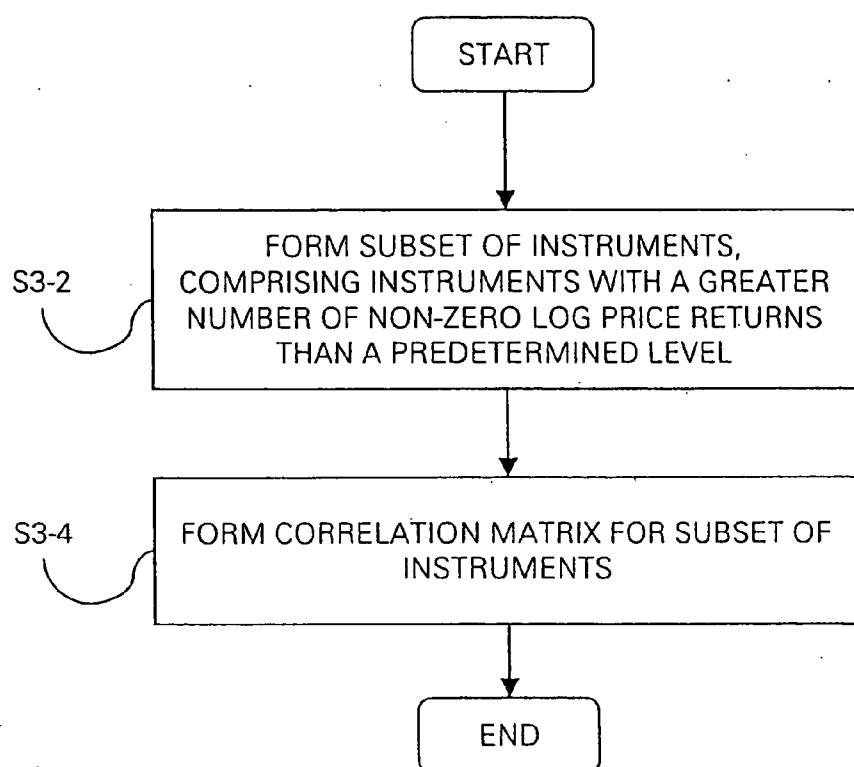 START
S3-2
FORM SUBSET OF INSTRUMENTS,
COMPRISING INSTRUMENTS WITH A GREATER
NUMBER OF NON-ZERO LOG PRICE RETURNS
THAN A PREDETERMINED LEVEL
S3-4
FORM CORRELATION MATRIX FOR SUBSET OF
INSTRUMENTS
END